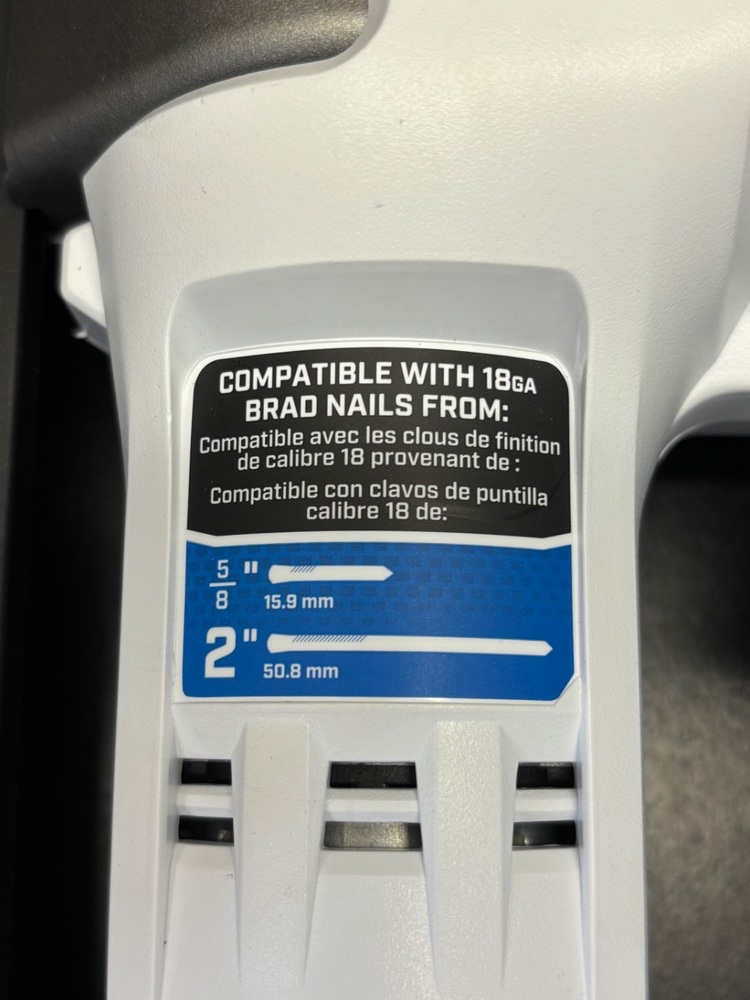 COMPATIBLE WITH 18GA
BRAD NAILS FROM:
Compatible avec les clous de finition
de calibre 18 provenant de :
Compatible con clavos de puntilla
calibre 18 de:
5/8"
15.9 mm
2"
50.8 mm